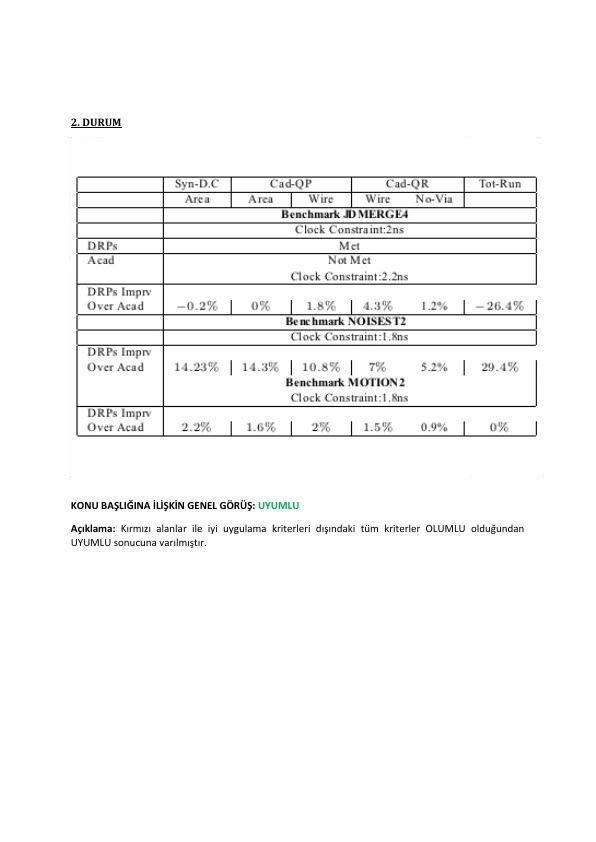 2. DURUM
Syn-D.C Cad-QP Cad-QR Tot-Run
Area Area Wire Wire No-Via
Benchmark JDMERGE4
Clock Constraint:2ns
DRPs Met
Acad Not Met
Clock Constraint:2.2ns
DRPs Imprv
Over Acad −0.2% 0% 1.8% 4.3% 1.2% −26.4%
Benchmark NOISEST2
Clock Constraint:1.8ns
DRPs Imprv
Over Acad 14.23% 14.3% 10.8% 7% 5.2% 29.4%
Benchmark MOTION2
Clock Constraint:1.8ns
DRPs Imprv
Over Acad 2.2% 1.6% 2% 1.5% 0.9% 0%
KONU BAŞLIĞINA İLİŞKİN GENEL GÖRÜŞ: UYUMLU
Açıklama: Kırmızı alanlar ile iyi uygulama kriterleri dışındaki tüm kriterler OLUMLU olduğundan
UYUMLU sonucuna varılmıştır.